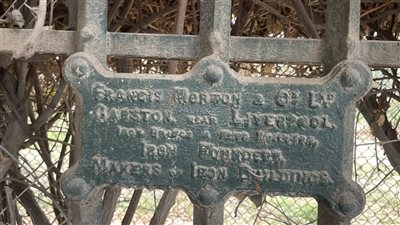 Francis Morton & Co. Ld.
Garston near Liverpool,
Iron Founders,
Makers of Iron Buildings.